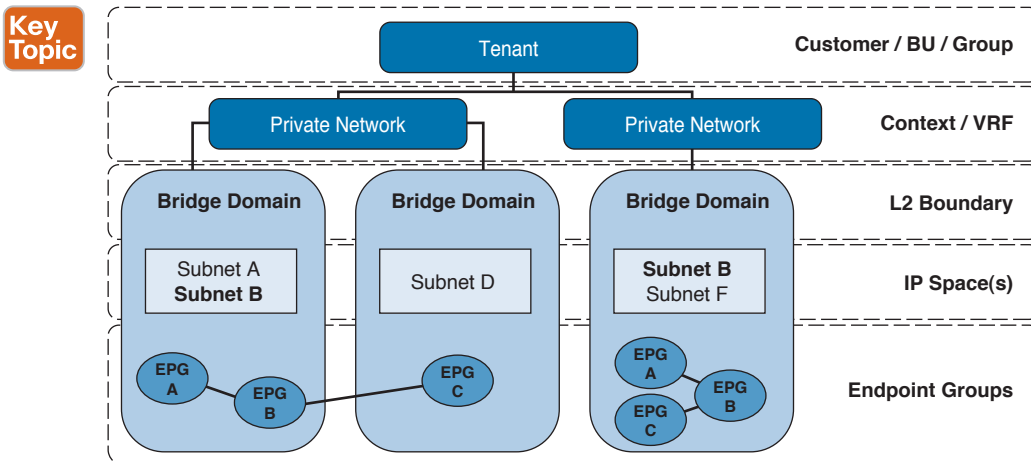 Key
Topic
Tenant
Customer / BU / Group
Private Network
Private Network
Context / VRF
Bridge Domain
Bridge Domain
Bridge Domain
L2 Boundary
Subnet A
Subnet B
Subnet D
Subnet B
Subnet F
IP Space(s)
EPG
A
EPG
B
EPG
C
EPG
A
EPG
B
EPG
C
Endpoint Groups